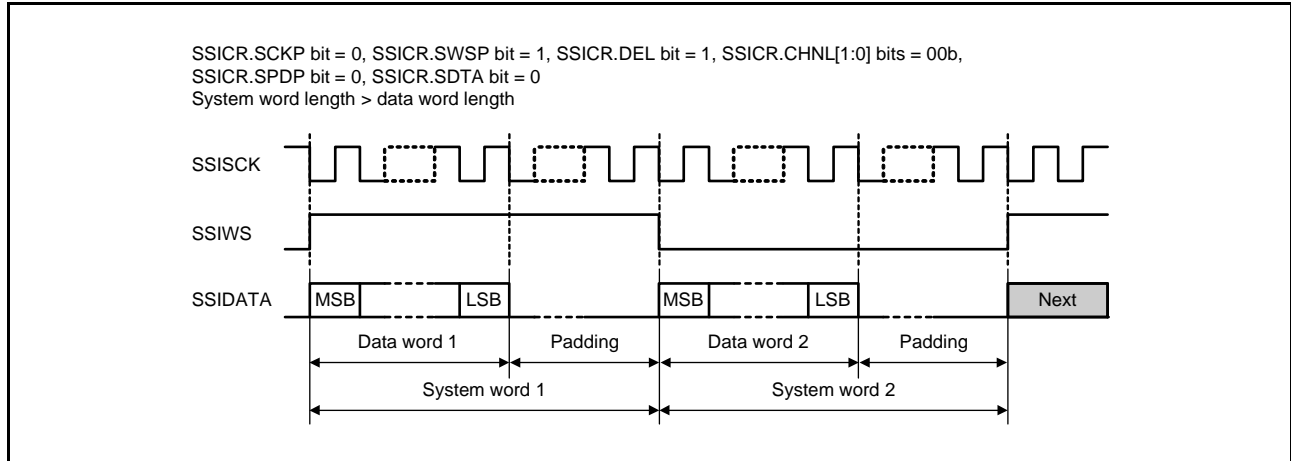 SSICR.SCKP bit = 0, SSICR.SWSP bit = 1, SSICR.DEL bit = 1, SSICR.CHNL[1:0] bits = 00b,
SSICR.SPDP bit = 0, SSICR.SDTA bit = 0
System word length > data word length
SSISCK
SSIWS
SSIDATA MSB LSB MSB LSB Next
Data word 1 Padding Data word 2 Padding
System word 1 System word 2